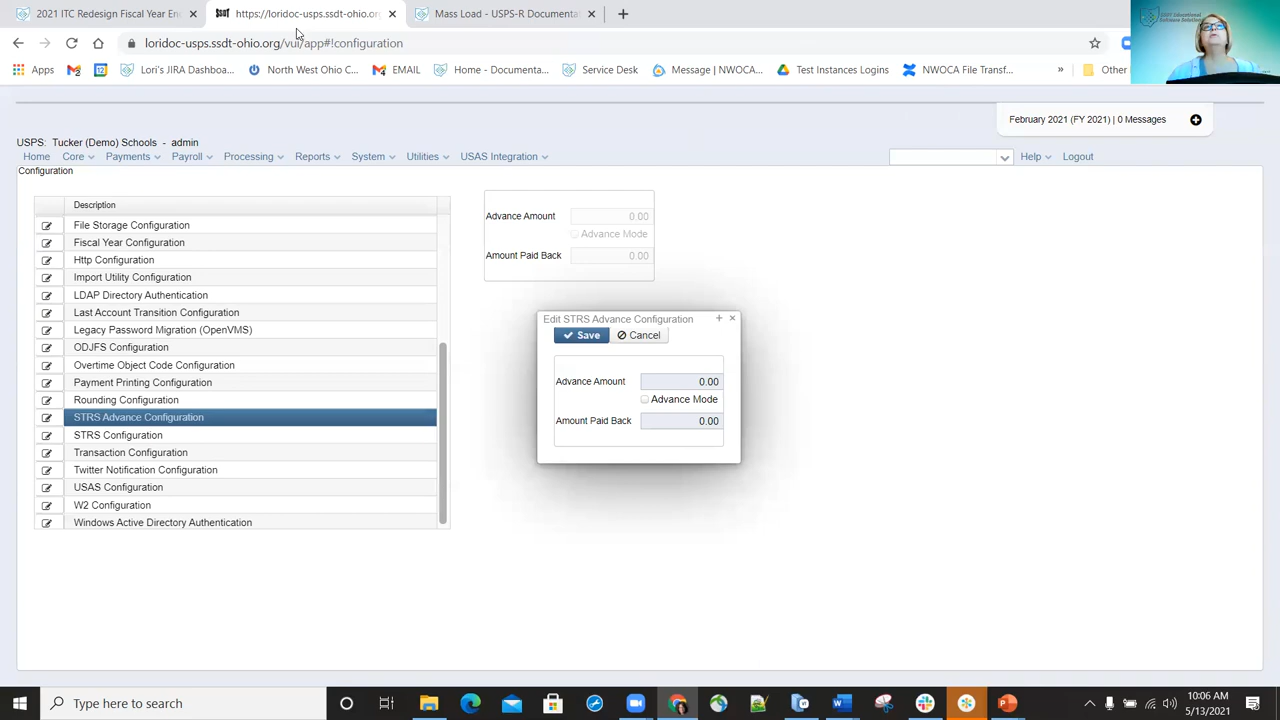 2021 ITC Redesign Fiscal Year En
SSDT
https://loridoc-usps.ssdt-ohio.or
Mass Load - USPS-R Documenta
loridoc-usps.ssdt-ohio.org/vui/app#!configuration
Apps
Lori's JIRA Dashboa...
North West Ohio C...
EMAIL
Home - Documenta...
Service Desk
Message | NWOCA...
Test Instances Logins
NWOCA File Transf...
»
Other
February 2021 (FY 2021) | 0 Messages
USPS: Tucker (Demo) Schools - admin
Home Core Payments Payroll Processing Reports System Utilities USAS Integration Help Logout
Configuration
Description
File Storage Configuration
Fiscal Year Configuration
Http Configuration
Import Utility Configuration
LDAP Directory Authentication
Last Account Transition Configuration
Legacy Password Migration (OpenVMS)
ODJFS Configuration
Overtime Object Code Configuration
Payment Printing Configuration
Rounding Configuration
STRS Advance Configuration
STRS Configuration
Transaction Configuration
Twitter Notification Configuration
USAS Configuration
W2 Configuration
Windows Active Directory Authentication
Advance Amount 0.00
Advance Mode
Amount Paid Back 0.00
Edit STRS Advance Configuration
Save Cancel
Advance Amount 0.00
Advance Mode
Amount Paid Back 0.00
Type here to search
10:06 AM
5/13/2021